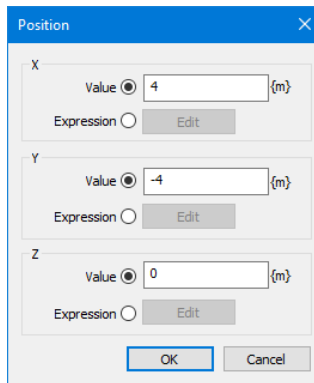 Position
X
Value 4 {m}
Expression Edit
Y
Value -4 {m}
Expression Edit
Z
Value 0 {m}
Expression Edit
OK Cancel